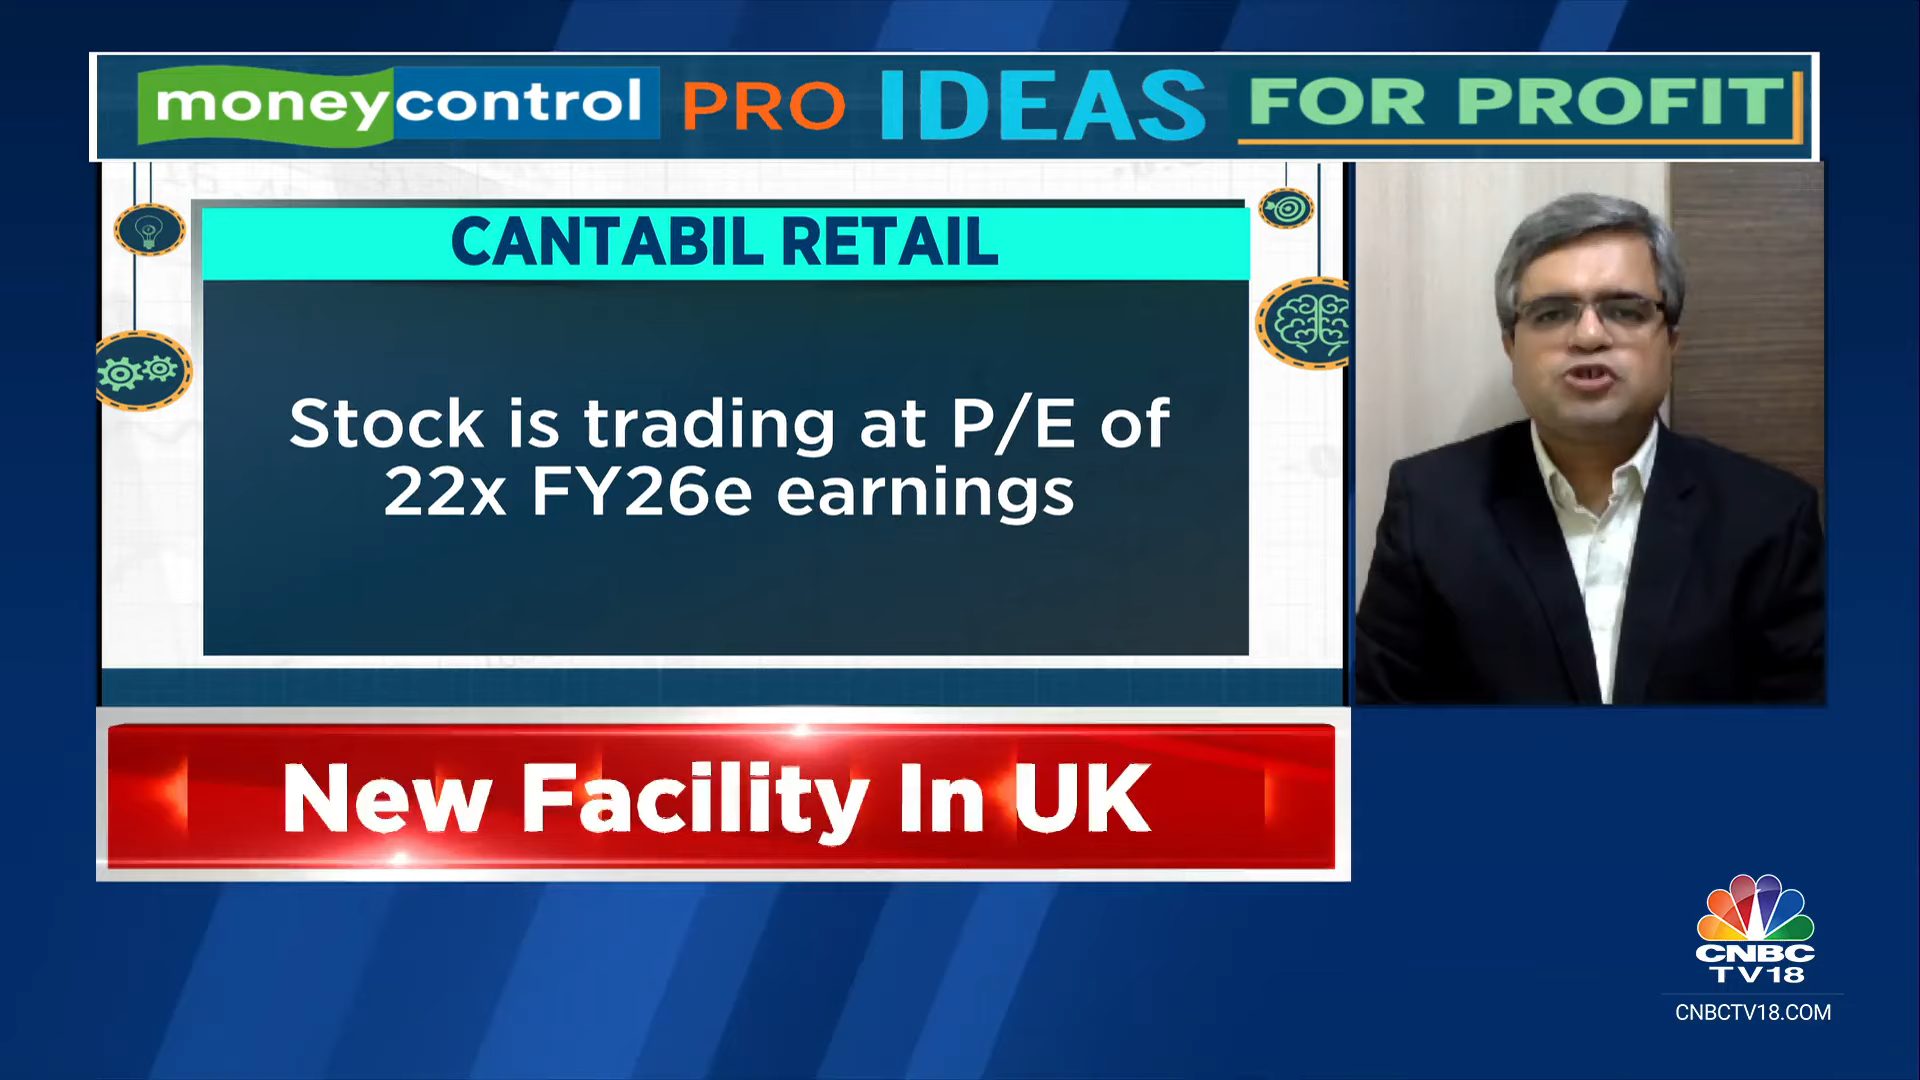 moneycontrol PRO IDEAS FOR PROFIT
CANTABIL RETAIL
Stock is trading at P/E of
22x FY26e earnings
New Facility In UK
CNBC
TV18
CNBCTV18.COM